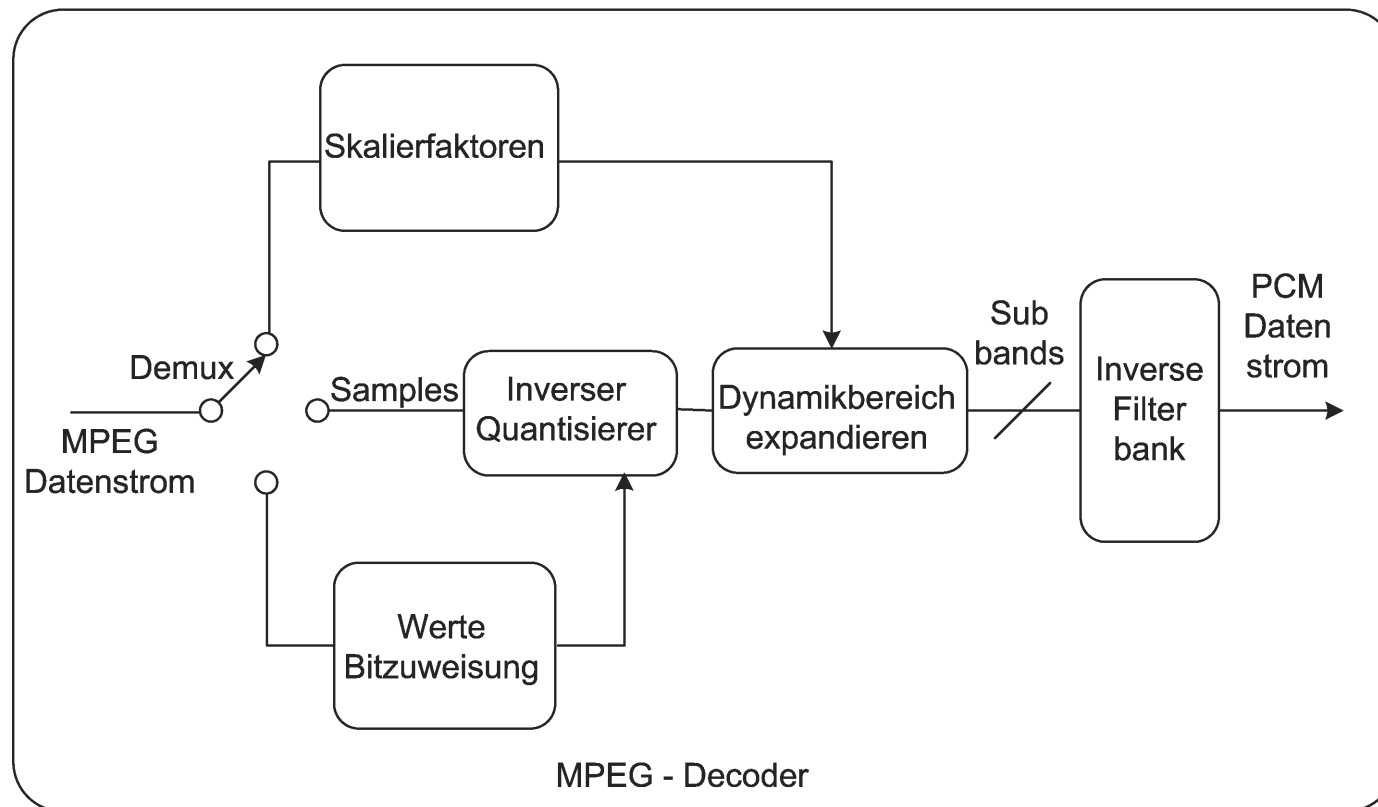 Skalierfaktoren
Demux
MPEG
Datenstrom
Samples
Inverser
Quantisierer
Dynamikbereich
expandieren
Sub
bands
Inverse
Filter
bank
PCM
Daten
strom
Werte
Bitzuweisung
MPEG - Decoder